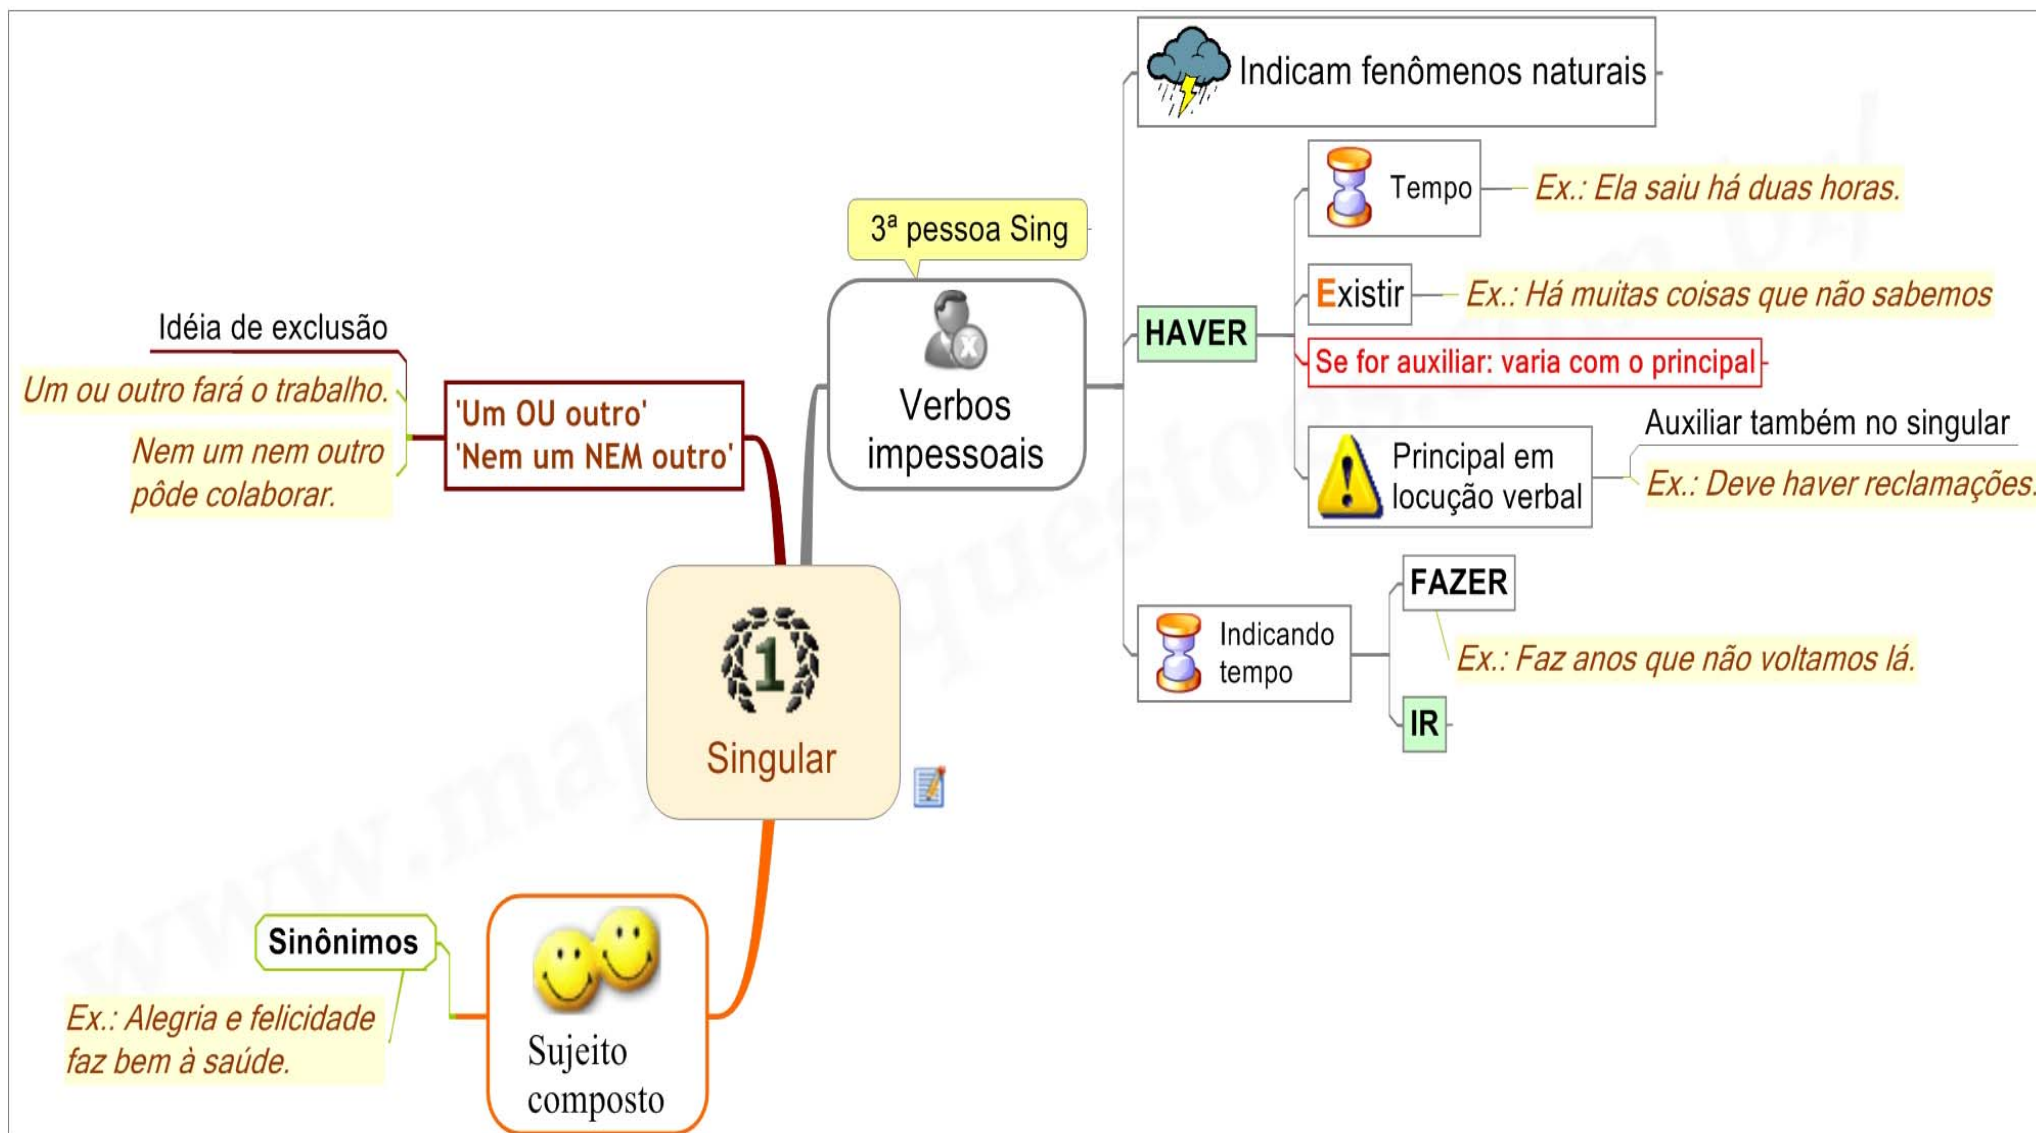 Indicam fenômenos naturais
Tempo
Ex.: Ela saiu há duas horas.
3ª pessoa Sing
Existir
Ex.: Há muitas coisas que não sabemos
HAVER
Se for auxiliar: varia com o principal
Verbos
impessoais
Auxiliar também no singular
Principal em
locução verbal
Ex.: Deve haver reclamações.
Idéia de exclusão
Um ou outro fará o trabalho.
'Um OU outro'
'Nem um NEM outro'
Nem um nem outro
pôde colaborar.
FAZER
Indicando
tempo
Ex.: Faz anos que não voltamos lá.
IR
1
Singular
Sinônimos
Ex.: Alegria e felicidade
faz bem à saúde.
Sujeito
composto